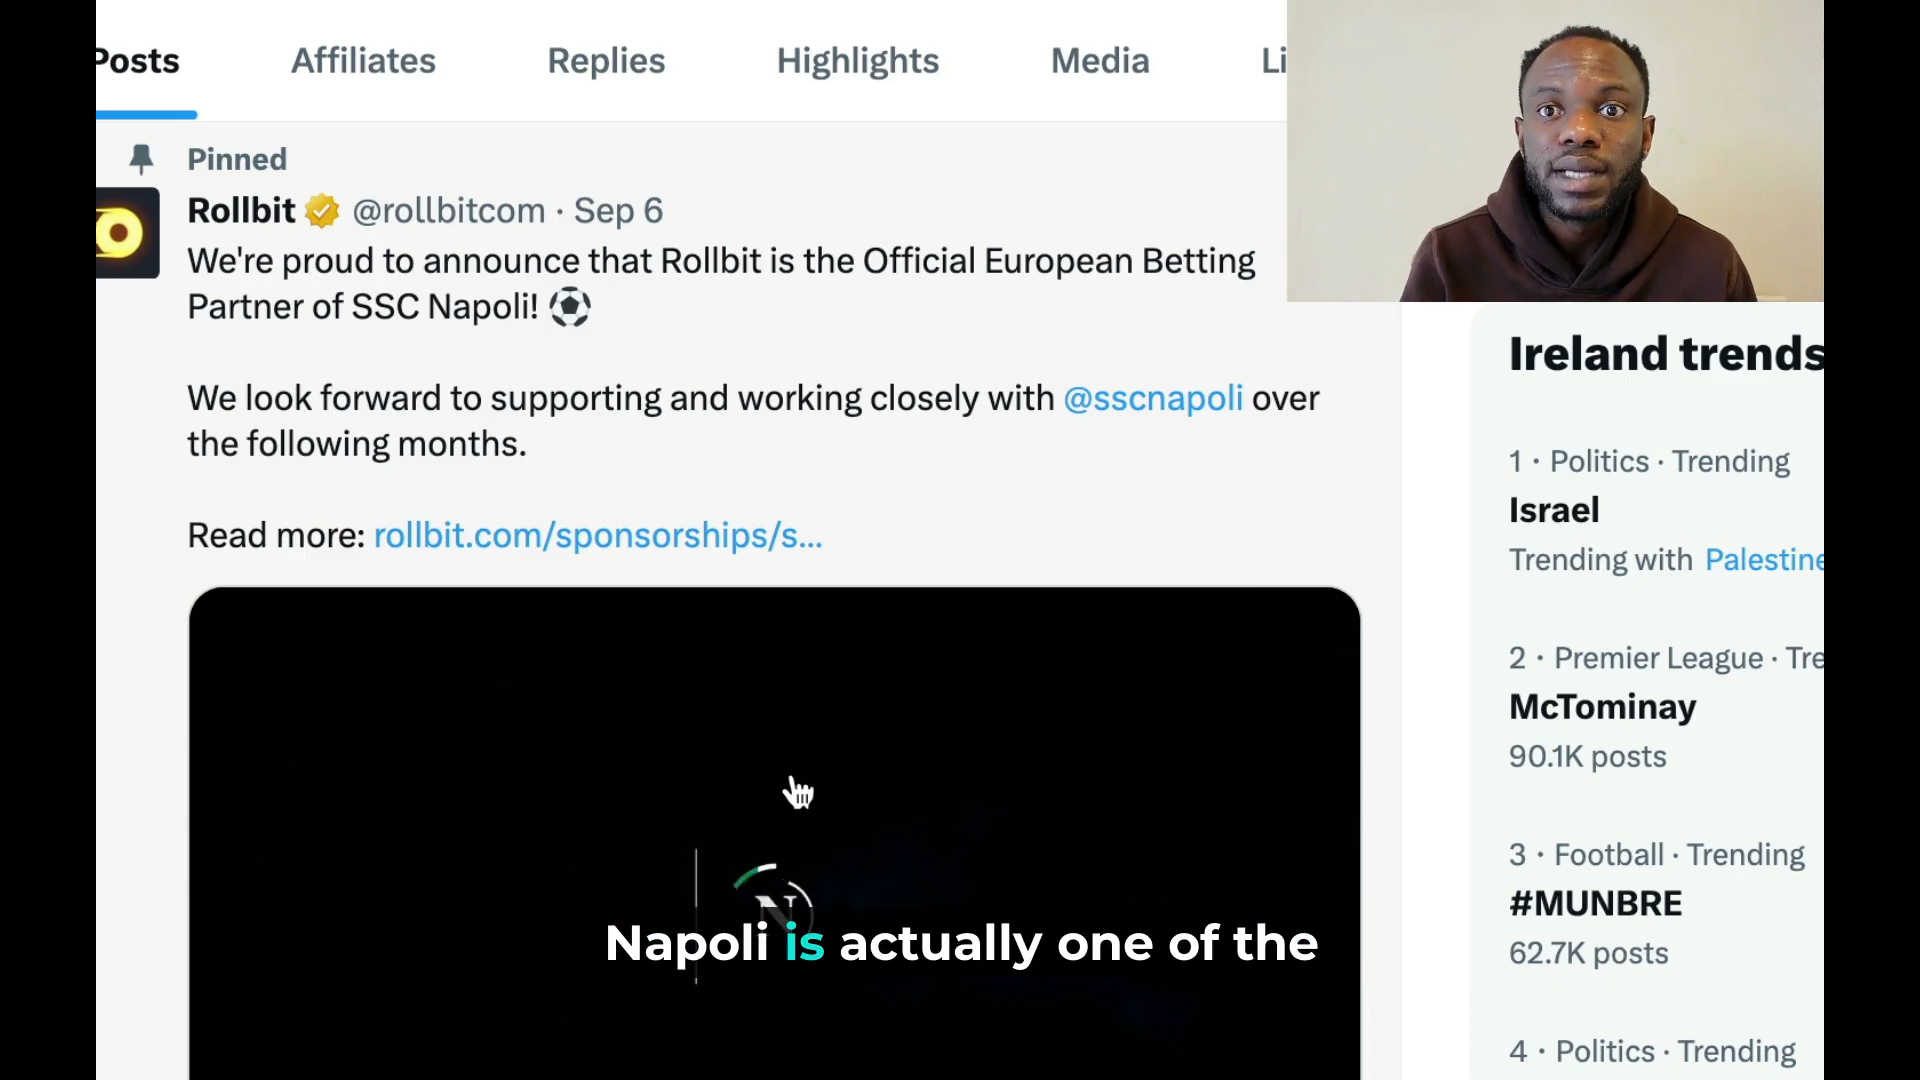 Posts Affiliates Replies Highlights Media Li
Pinned
Rollbit @rollbitcom · Sep 6
We're proud to announce that Rollbit is the Official European Betting
Partner of SSC Napoli! ⚽
We look forward to supporting and working closely with @sscnapoli over
the following months.
Read more: rollbit.com/sponsorships/s...
N
Napoli is actually one of the
Ireland trends
1 · Politics · Trending
Israel
Trending with Palestine
2 · Premier League · Tre
McTominay
90.1K posts
3 · Football · Trending
#MUNBRE
62.7K posts
4 · Politics · Trending